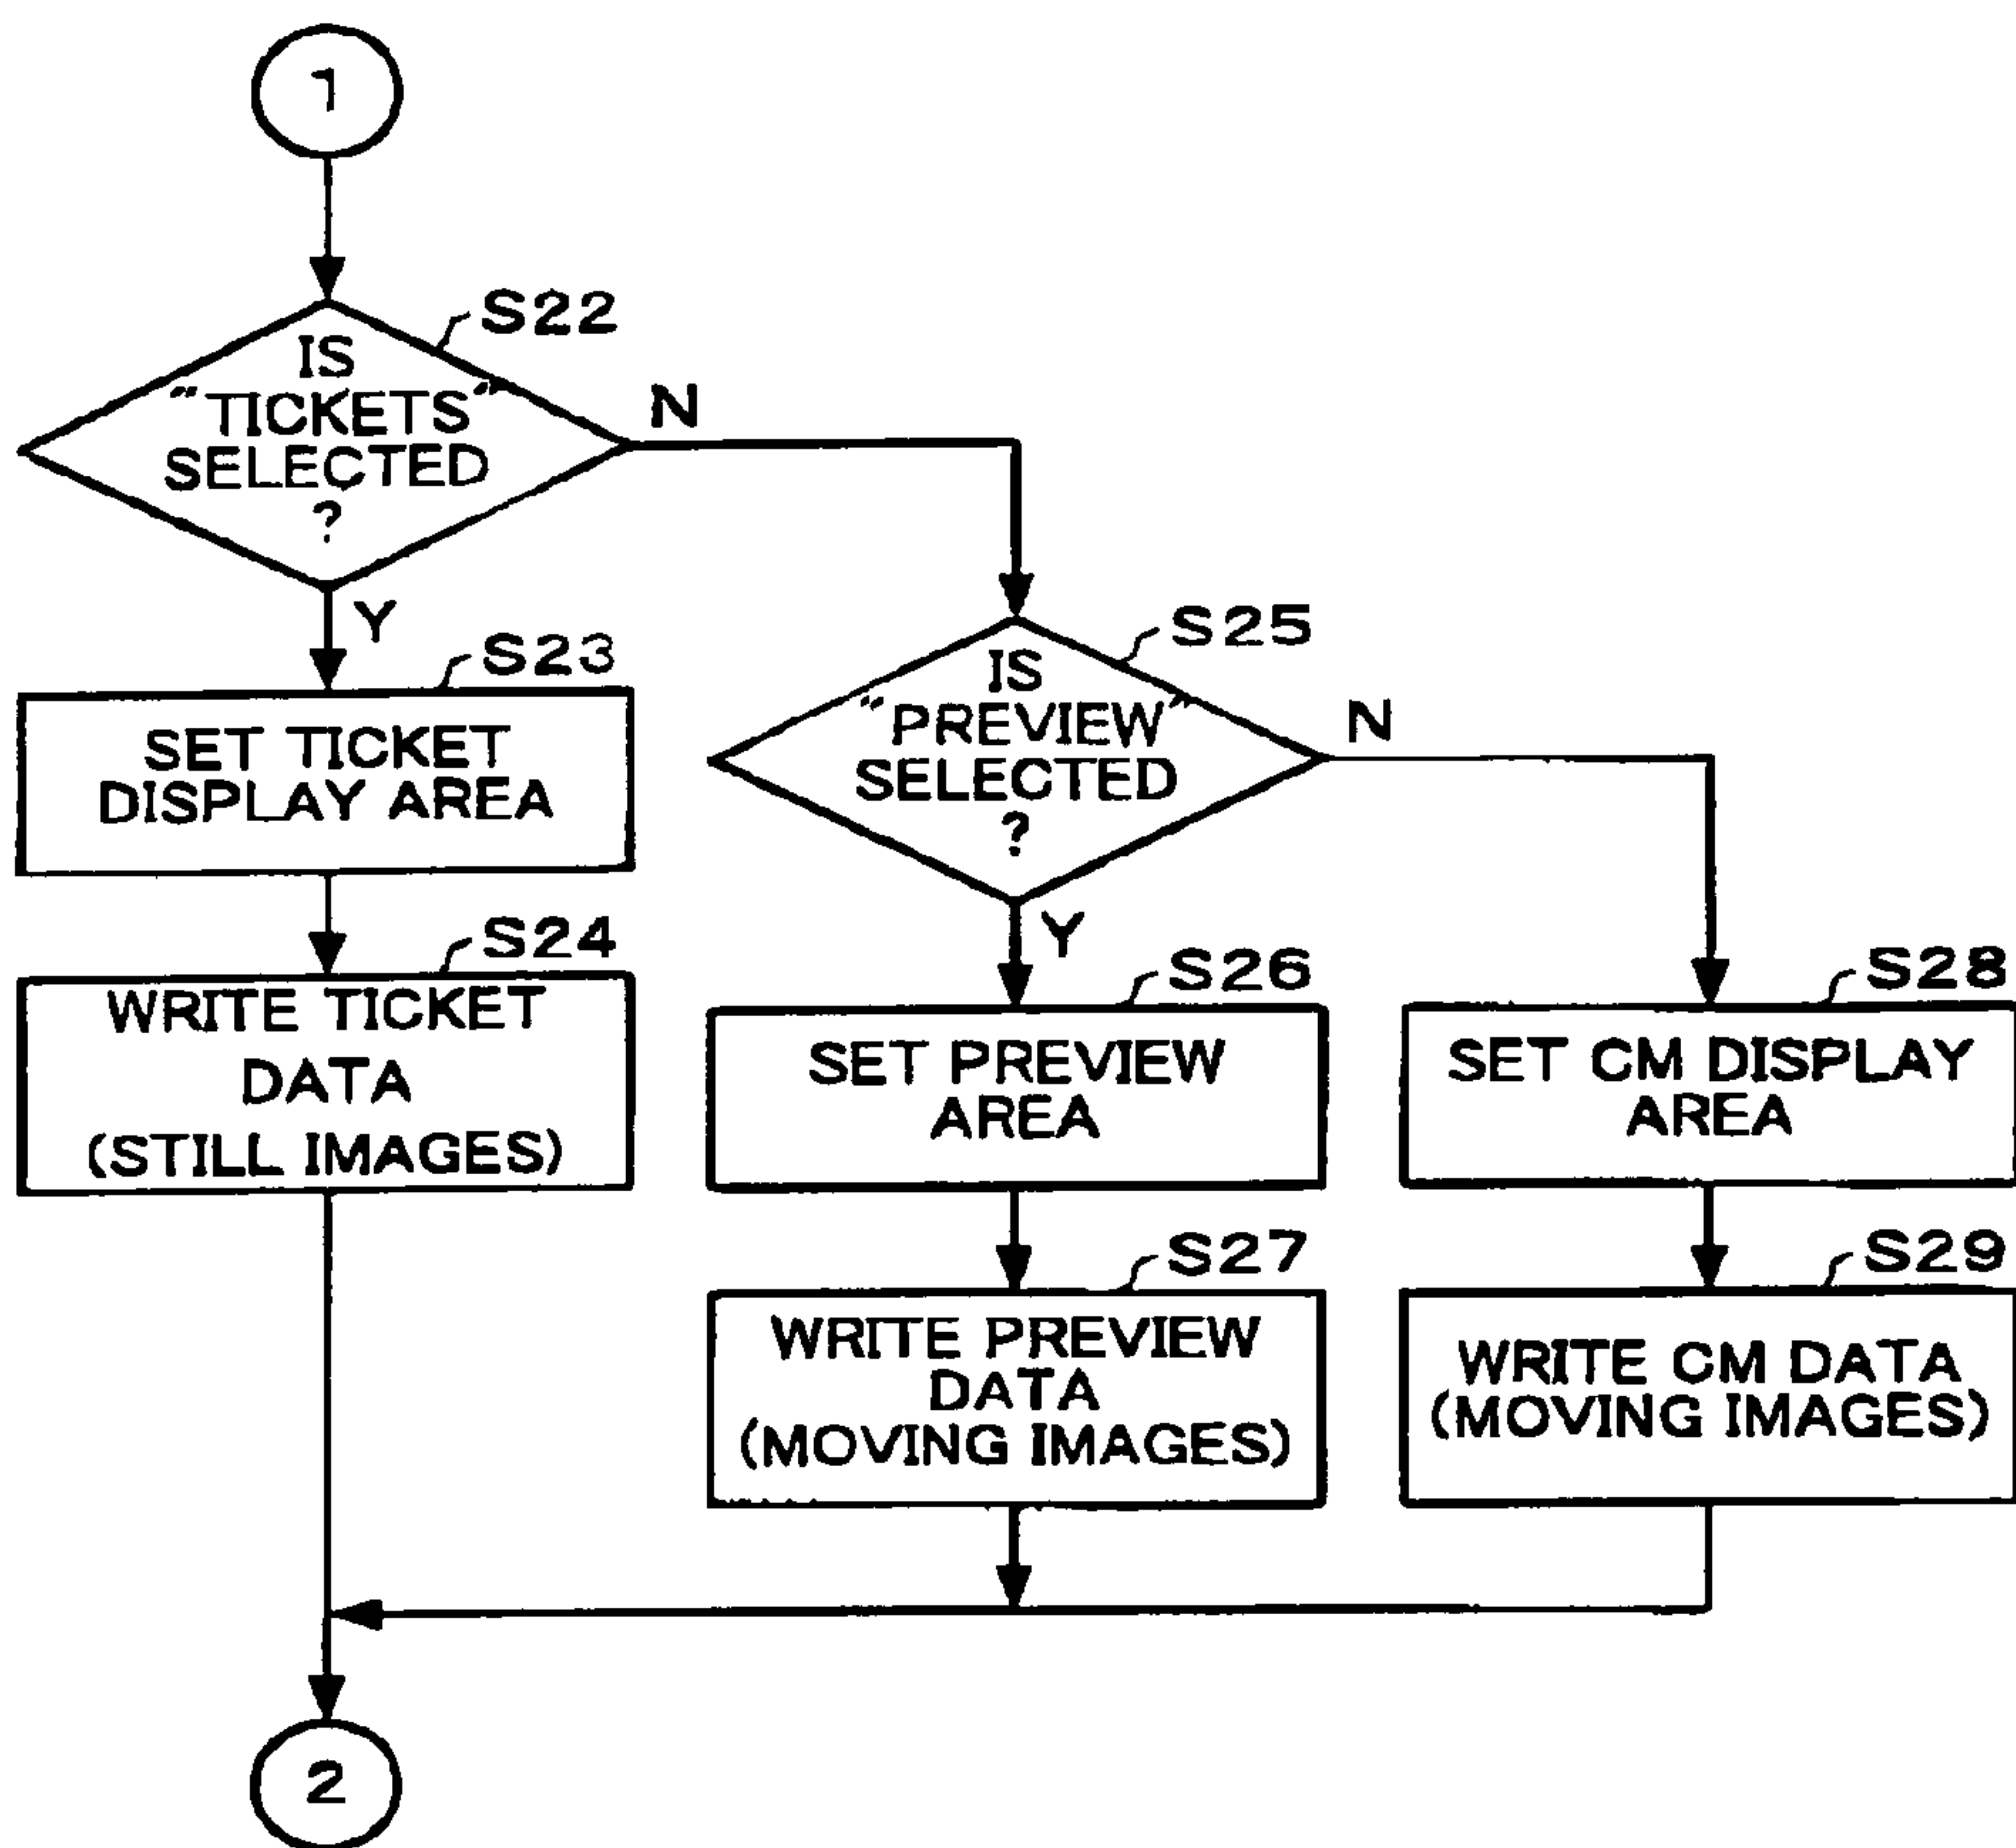 1
S22
IS
"TICKETS"
SELECTED
?
N
Y
S23
SET TICKET
DISPLAY AREA
S24
WRITE TICKET
DATA
(STILL IMAGES)
S25
IS
"PREVIEW"
SELECTED
?
N
Y
S26
SET PREVIEW
AREA
S27
WRITE PREVIEW
DATA
(MOVING IMAGES)
S28
SET CM DISPLAY
AREA
S29
WRITE CM DATA
(MOVING IMAGES)
2